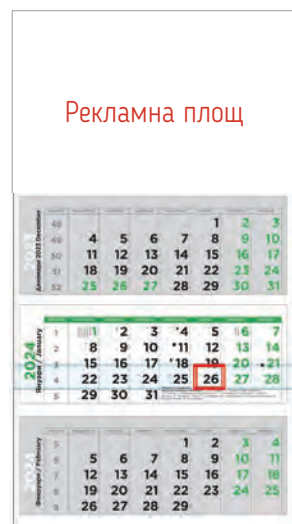 Рекламна площ
2023
Декември 2023 December
48 1 2 3
49 4 5 6 7 8 9 10
50 11 12 13 14 15 16 17
51 18 19 20 21 22 23 24
52 25 26 27 28 29 30 31
2024
Януари / January
1 1 2 3 4 5 6 7
2 8 9 10 11 12 13 14
3 15 16 17 18 19 20 21
4 22 23 24 25 26 27 28
5 29 30 31
2024
Февруари / February
5 1 2 3 4
6 5 6 7 8 9 10 11
7 12 13 14 15 16 17 18
8 19 20 21 22 23 24 25
9 26 27 28 29